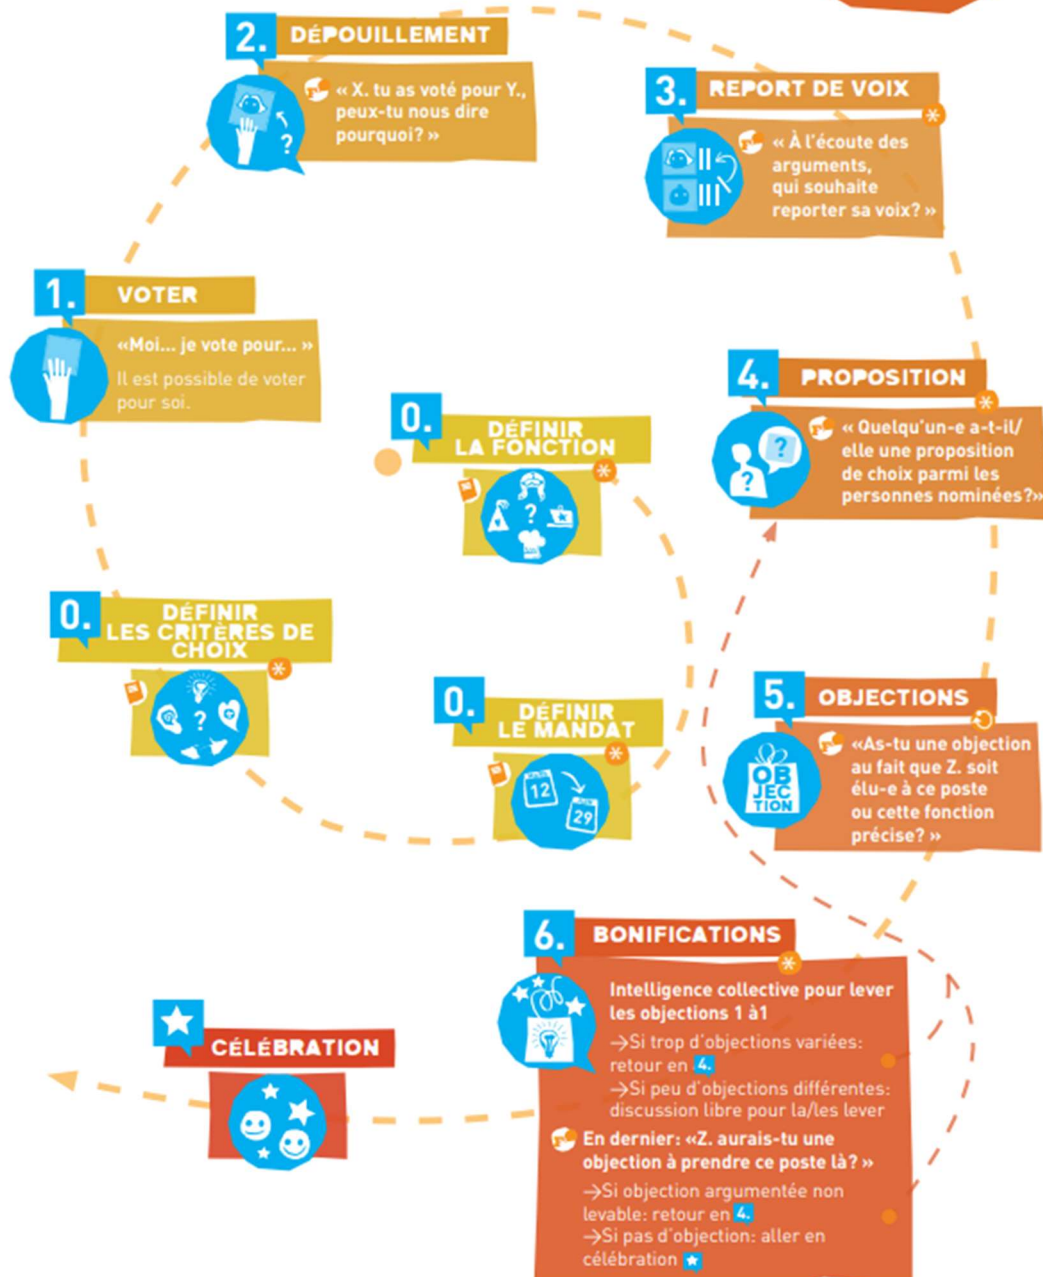 0.
DÉFINIR
LA FONCTION
?
0.
DÉFINIR
LE MANDAT
12
29
0.
DÉFINIR
LES CRITÈRES DE
CHOIX
?
1.
VOTER
«Moi... je vote pour... »
Il est possible de voter
pour soi.
2.
DÉPOUILLEMENT
?
« X. tu as voté pour Y.,
peux-tu nous dire
pourquoi? »
3.
REPORT DE VOIX
« À l'écoute des
arguments,
qui souhaite
reporter sa voix? »
4.
PROPOSITION
?
?
« Quelqu'un-e a-t-il/
elle une proposition
de choix parmi les
personnes nominées?»
5.
OBJECTIONS
OB
JEC
TION
«As-tu une objection
au fait que Z. soit
élu-e à ce poste
ou cette fonction
précise? »
6.
BONIFICATIONS
Intelligence collective pour lever
les objections 1 à1
→Si trop d'objections variées:
retour en 4.
→Si peu d'objections différentes:
discussion libre pour la/les lever
En dernier: «Z. aurais-tu une
objection à prendre ce poste là? »
→Si objection argumentée non
levable: retour en 4.
→Si pas d'objection: aller en
célébration
CÉLÉBRATION